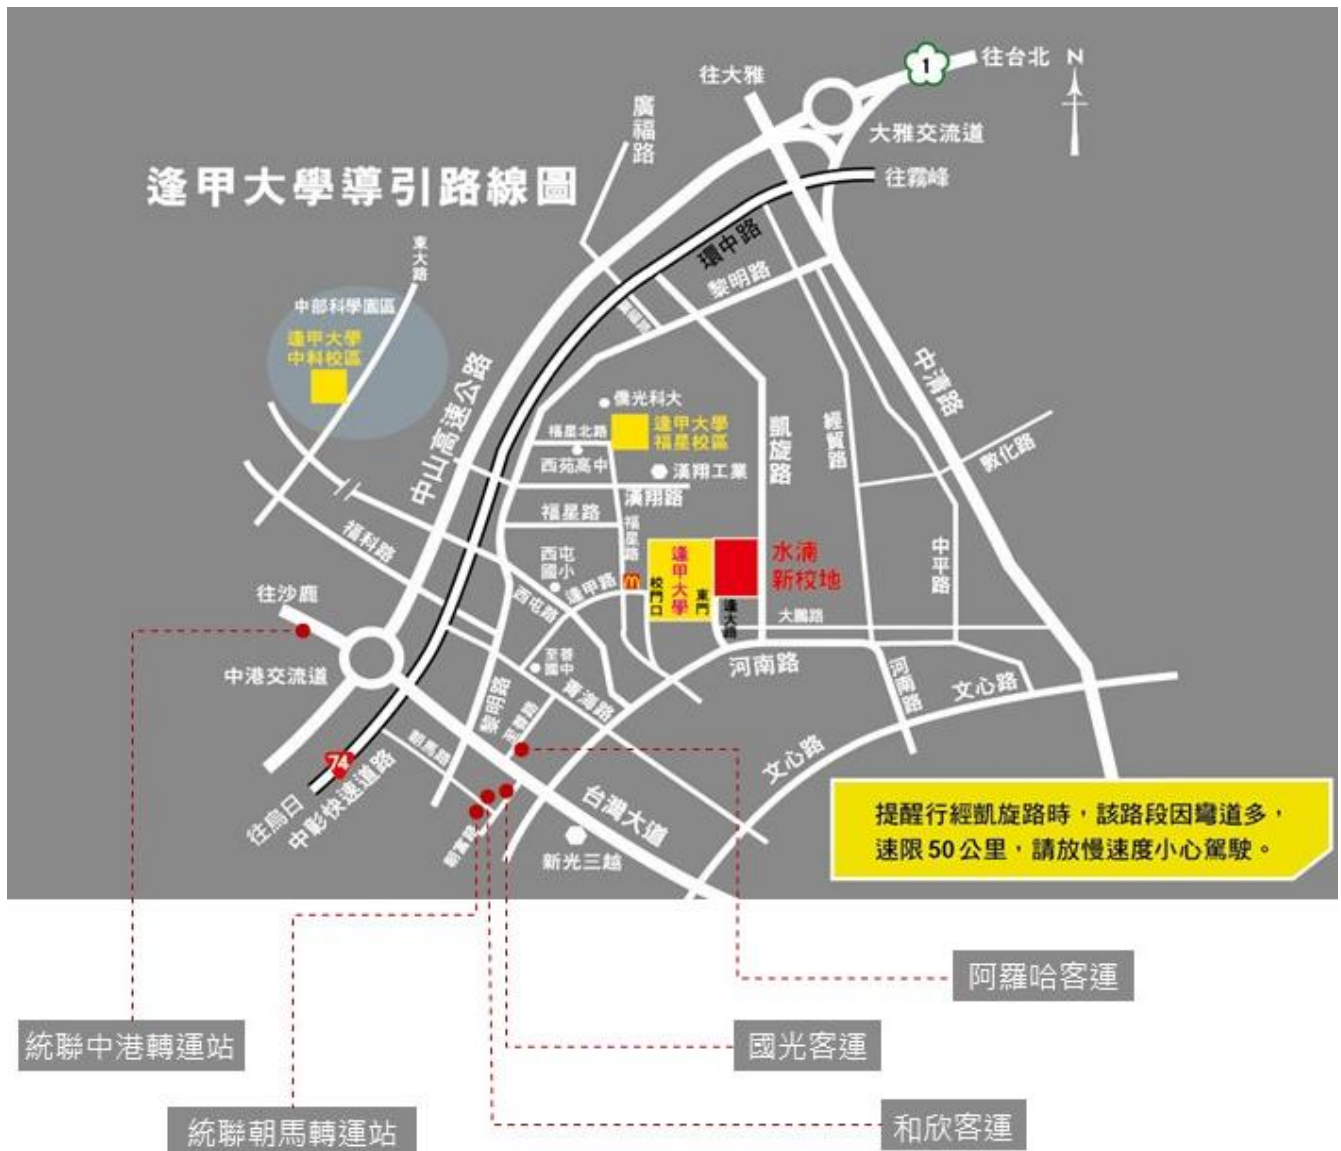 往台北
N
1
往大雅
廣福路
大雅交流道
逢甲大學導引路線圖
往霧峰
東大路
環中路
黎明路
中部科學園區
逢甲大學
中科校區
中山高速公路
中清路
僑光科大
逢甲大學
福星校區
凱旋路
經貿路
福星北路
西苑高中
漢翔工業
敦化路
漢翔路
福星路
福星路
福科路
中平路
西屯
國小
逢甲路
西屯路
校門口
逢甲大學
東門
水湳
新校地
逢大路
大鵬路
往沙鹿
中港交流道
至善
國中
河南路
河南路
文心路
青海路
黎明路
至善路
朝馬路
文心路
74
往烏日
中彰快速道路
台灣大道
朝富路
新光三越
提醒行經凱旋路時，該路段因彎道多，
速限50公里，請放慢速度小心駕駛。
阿羅哈客運
統聯中港轉運站
國光客運
統聯朝馬轉運站
和欣客運